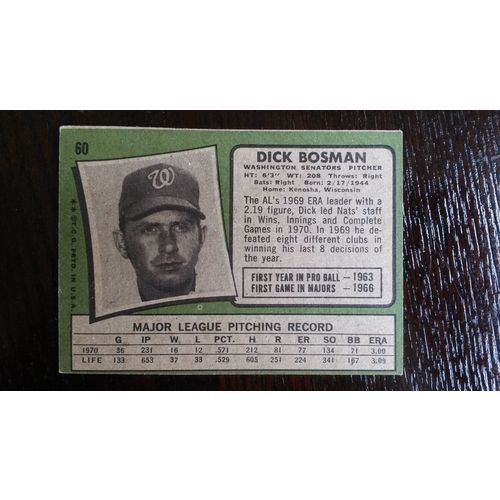 60
DICK BOSMAN
WASHINGTON SENATORS PITCHER
HT: 6'3" WT: 208 Throws: Right
Bats: Right Born: 2/17/1944
Home: Kenosha, Wisconsin
The AL's 1969 ERA leader with a
2.19 figure, Dick led Nats' staff
in Wins, Innings and Complete
Games in 1970. In 1969 he de-
feated eight different clubs in
winning his last 8 decisions of
the year.
FIRST YEAR IN PRO BALL — 1963
FIRST GAME IN MAJORS — 1966
W
** © T.C.G. PRTD. IN U.S.A.
MAJOR LEAGUE PITCHING RECORD
G IP W L PCT. H R ER SO BB ERA
1970 36 231 16 12 .571 212 81 77 134 71 3.00
LIFE 133 653 37 33 .529 605 251 224 341 167 3.09